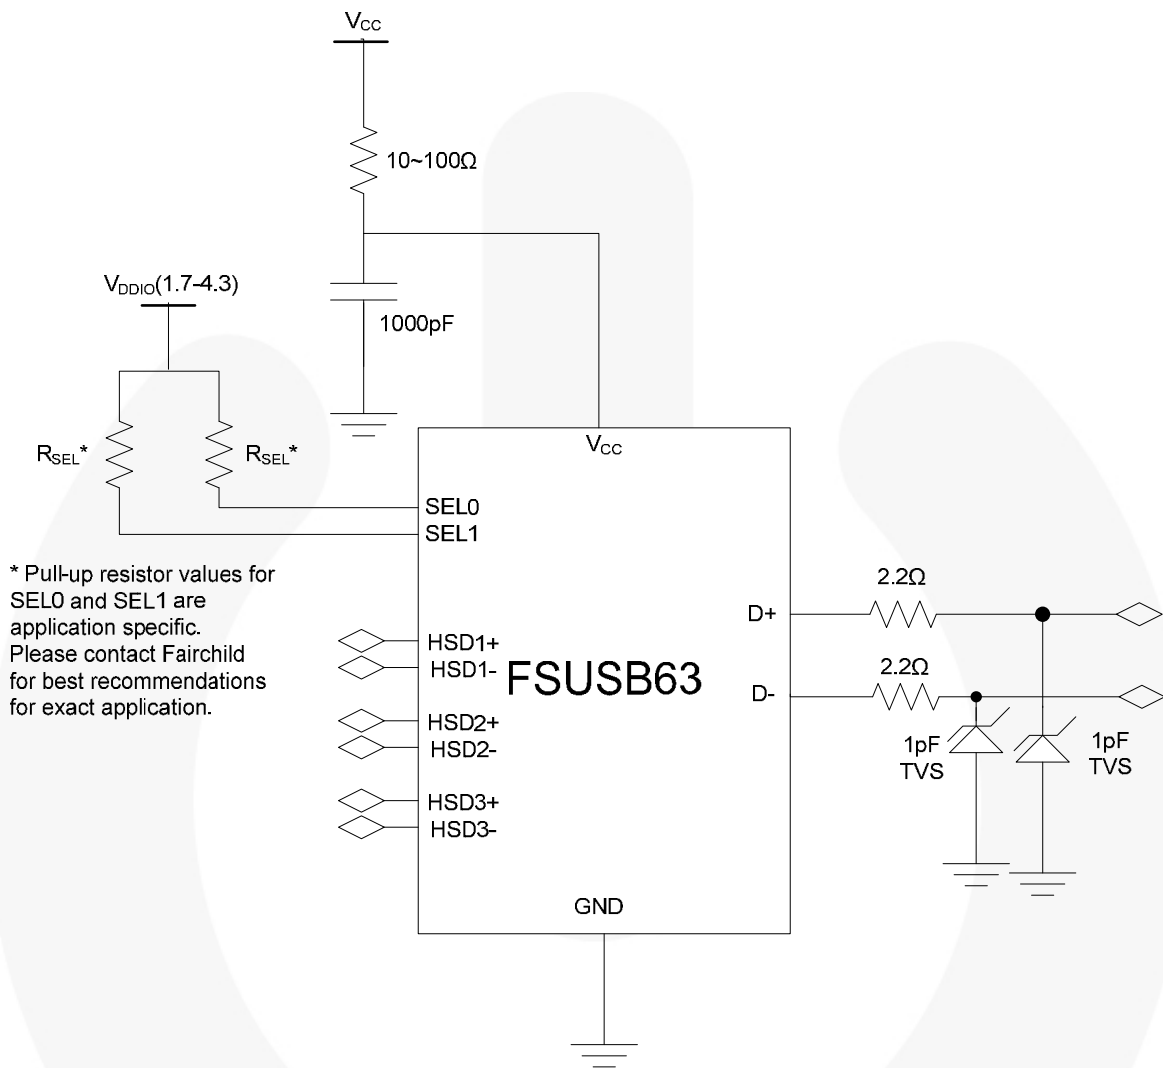 VCC
10~100Ω
VDDIO(1.7-4.3)
1000pF
RSEL*
RSEL*
VCC
SEL0
SEL1
* Pull-up resistor values for
SEL0 and SEL1 are
application specific.
Please contact Fairchild
for best recommendations
for exact application.
HSD1+
HSD1-
HSD2+
HSD2-
HSD3+
HSD3-
FSUSB63
D+
D-
2.2Ω
2.2Ω
1pF
TVS
1pF
TVS
GND